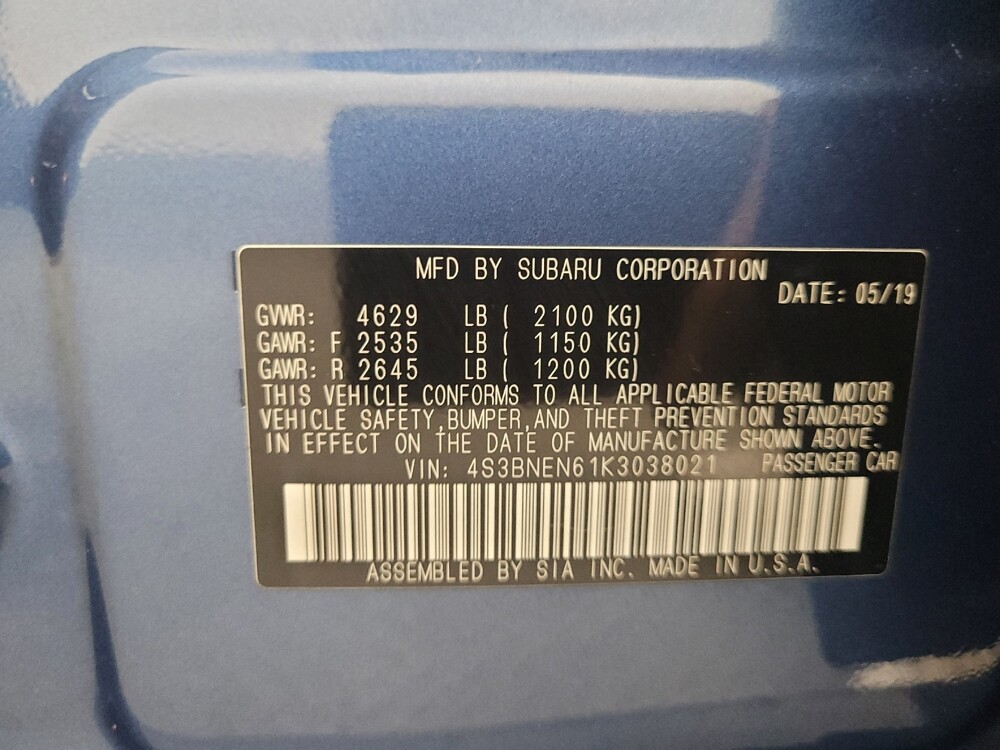 MFD BY SUBARU CORPORATION
DATE: 05/19
GVWR: 4629 LB ( 2100 KG)
GAWR: F 2535 LB ( 1150 KG)
GAWR: R 2645 LB ( 1200 KG)
THIS VEHICLE CONFORMS TO ALL APPLICABLE FEDERAL MOTOR
VEHICLE SAFETY,BUMPER,AND THEFT PREVENTION STANDARDS
IN EFFECT ON THE DATE OF MANUFACTURE SHOWN ABOVE.
VIN: 4S3BNEN61K3038021 PASSENGER CAR
ASSEMBLED BY SIA INC. MADE IN U.S.A.